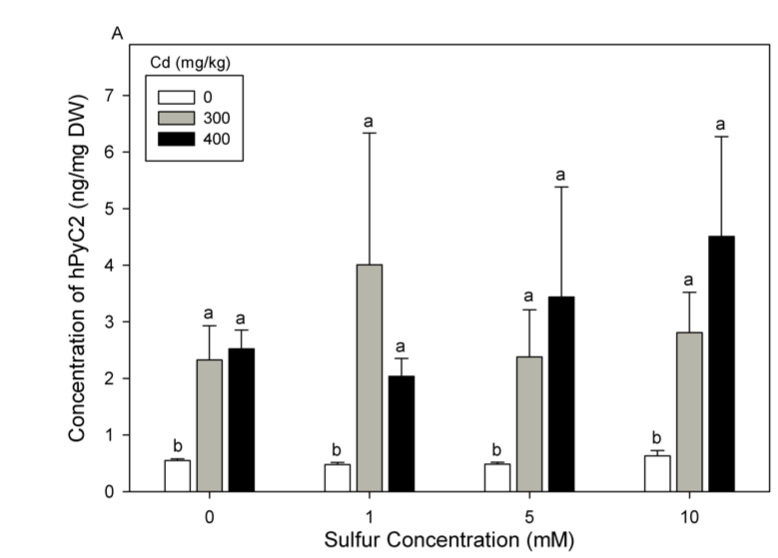 A
Cd (mg/kg)
0
300
400
Concentration of hPyC2 (ng/mg DW)
7
6
5
4
3
2
1
0
b
a
a
b
a
a
b
a
a
b
a
a
0 1 5 10
Sulfur Concentration (mM)